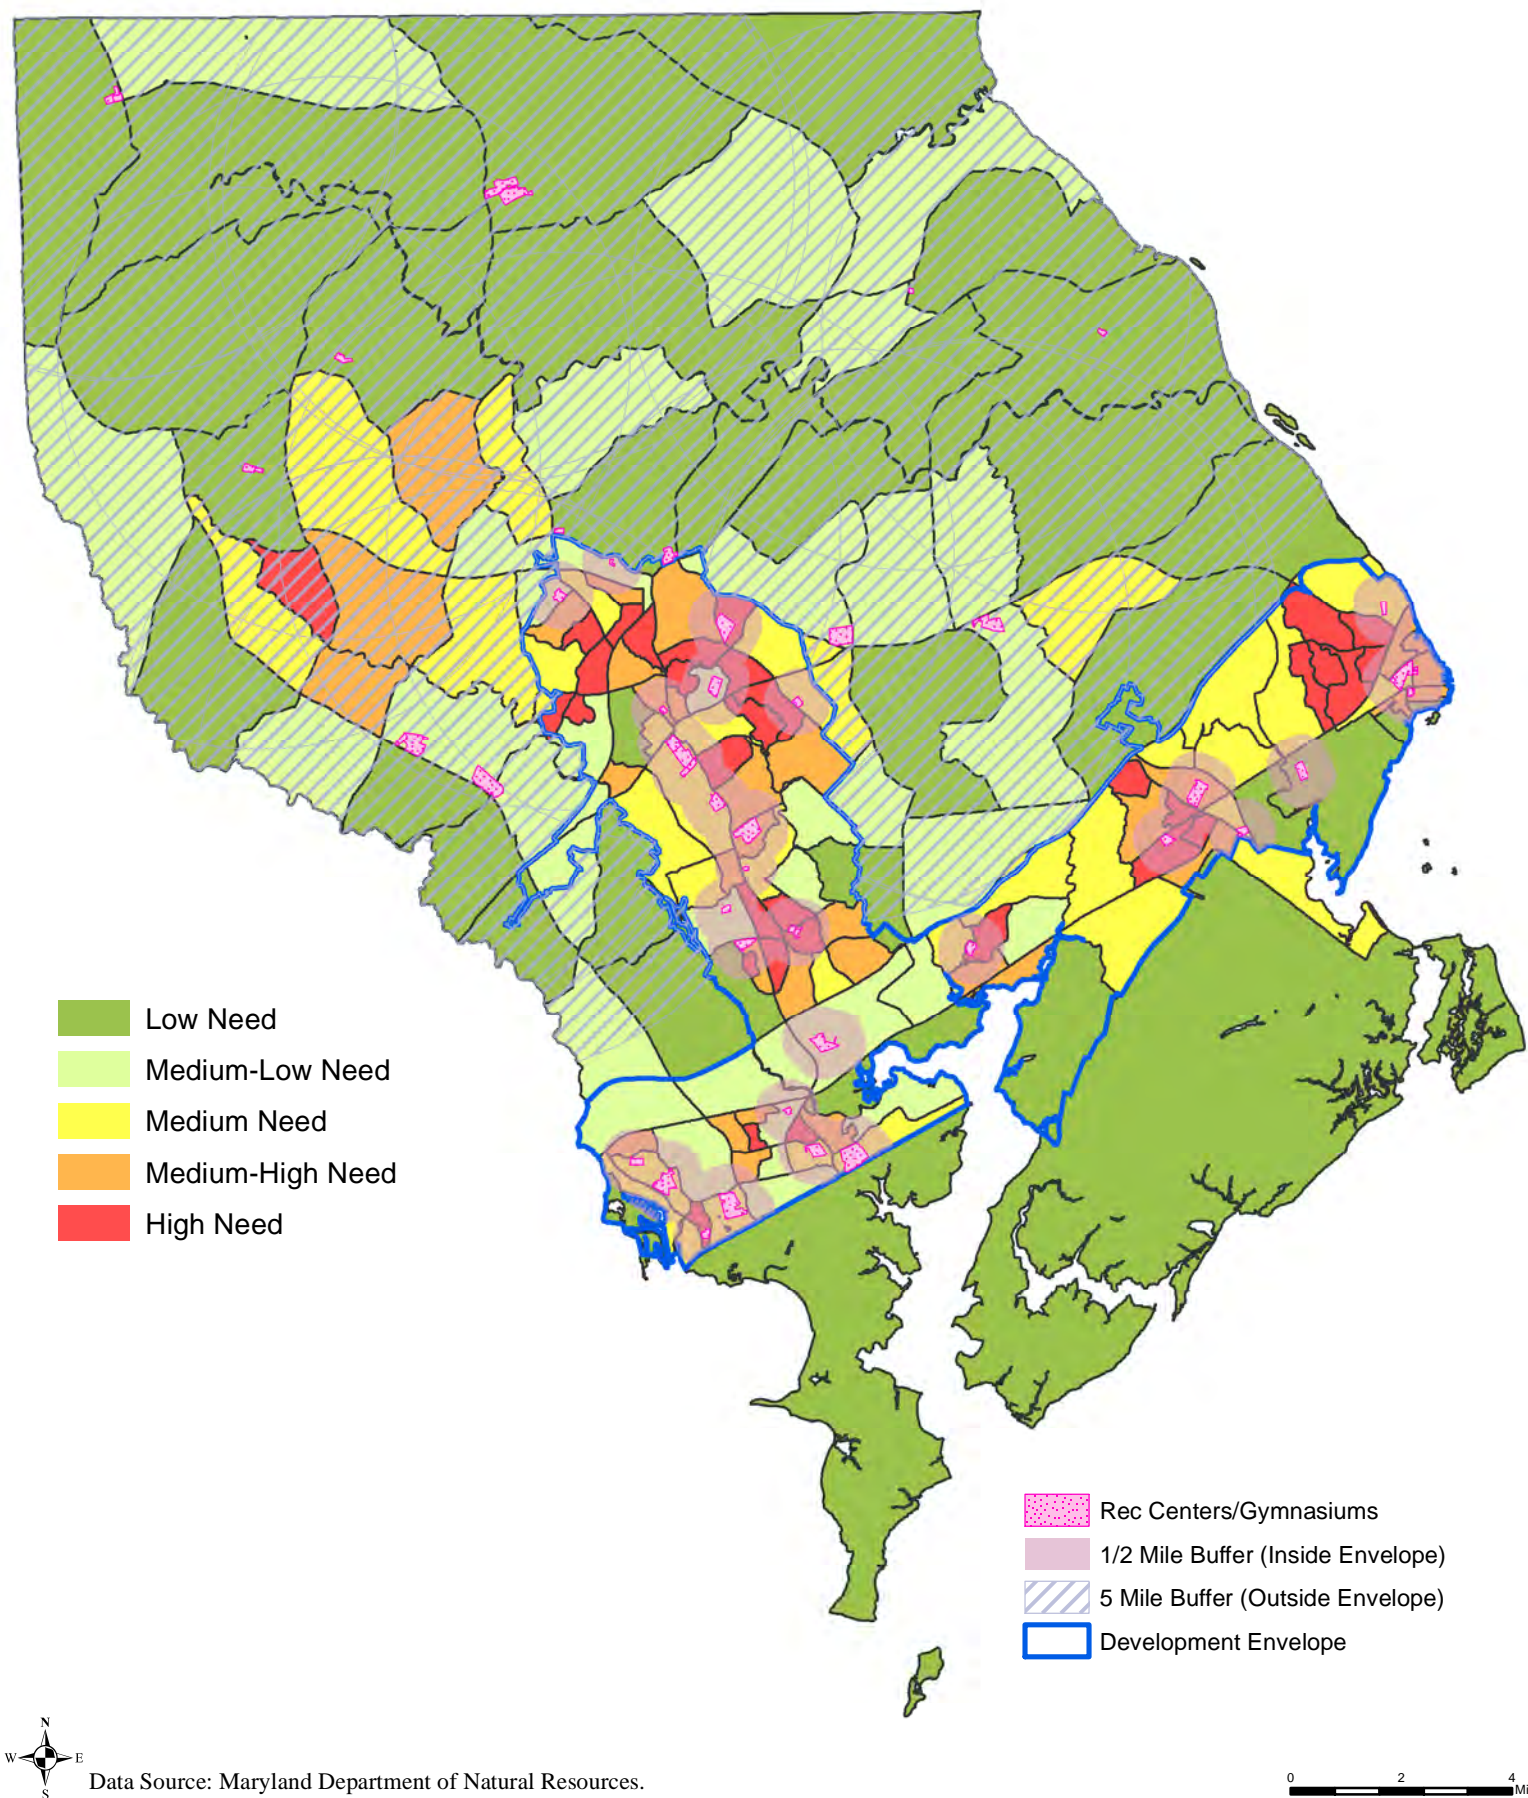 Low Need
Medium-Low Need
Medium Need
Medium-High Need
High Need
Rec Centers/Gymnasiums
1/2 Mile Buffer (Inside Envelope)
5 Mile Buffer (Outside Envelope)
Development Envelope
N
W E
S
Data Source: Maryland Department of Natural Resources.
0 2 4
Mi